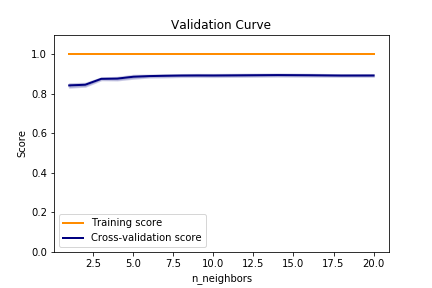 Validation Curve
1.0
0.8
0.6
0.4
0.2
0.0
Score
Training score
Cross-validation score
2.5 5.0 7.5 10.0 12.5 15.0 17.5 20.0
n_neighbors